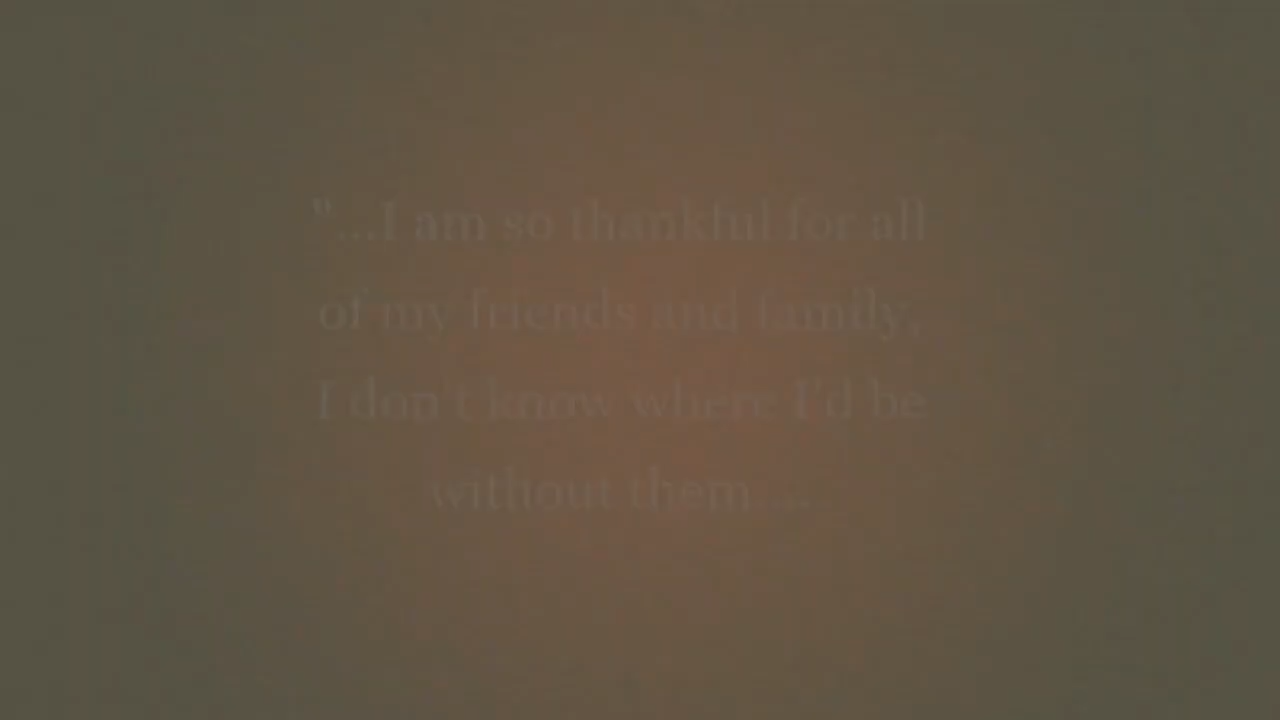 "...I am so thankful for all
of my friends and family,
I don't know where I'd be
without them....